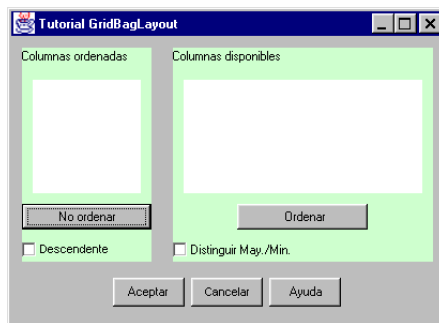 Tutorial GridBagLayout
Columnas ordenadas
Columnas disponibles
No ordenar
Ordenar
Descendente
Distinguir May./Min.
Aceptar
Cancelar
Ayuda